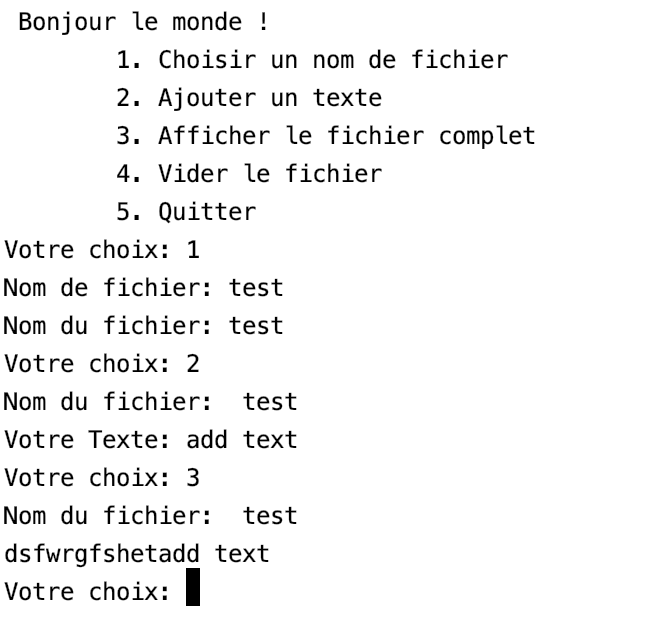 Bonjour le monde !
1. Choisir un nom de fichier
2. Ajouter un texte
3. Afficher le fichier complet
4. Vider le fichier
5. Quitter
Votre choix: 1
Nom de fichier: test
Nom du fichier: test
Votre choix: 2
Nom du fichier:  test
Votre Texte: add text
Votre choix: 3
Nom du fichier:  test
dsfwrgfshetadd text
Votre choix: